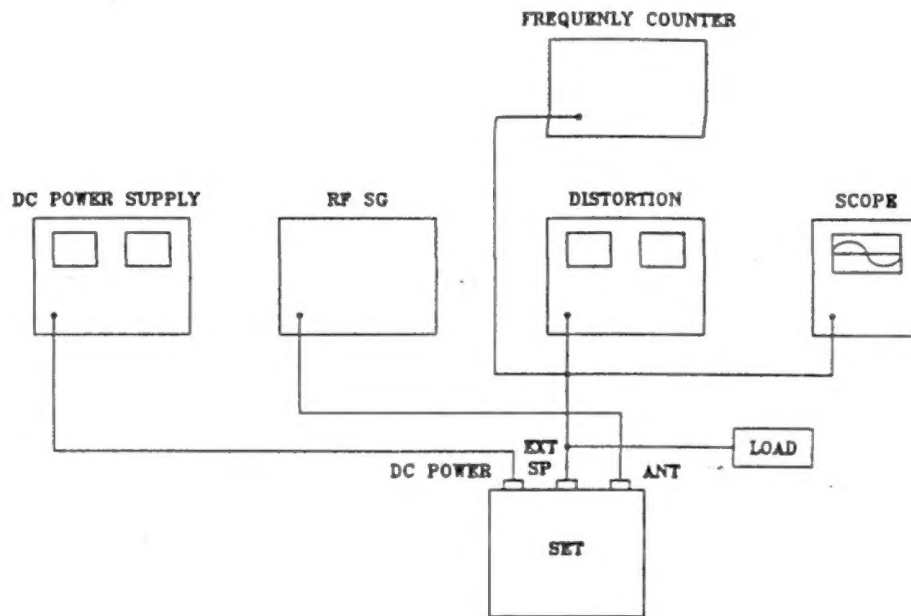 FREQUENLY COUNTER
DC POWER SUPPLY
RF SG
DISTORTION
SCOPE
EXT
SP
LOAD
DC POWER
ANT
SET